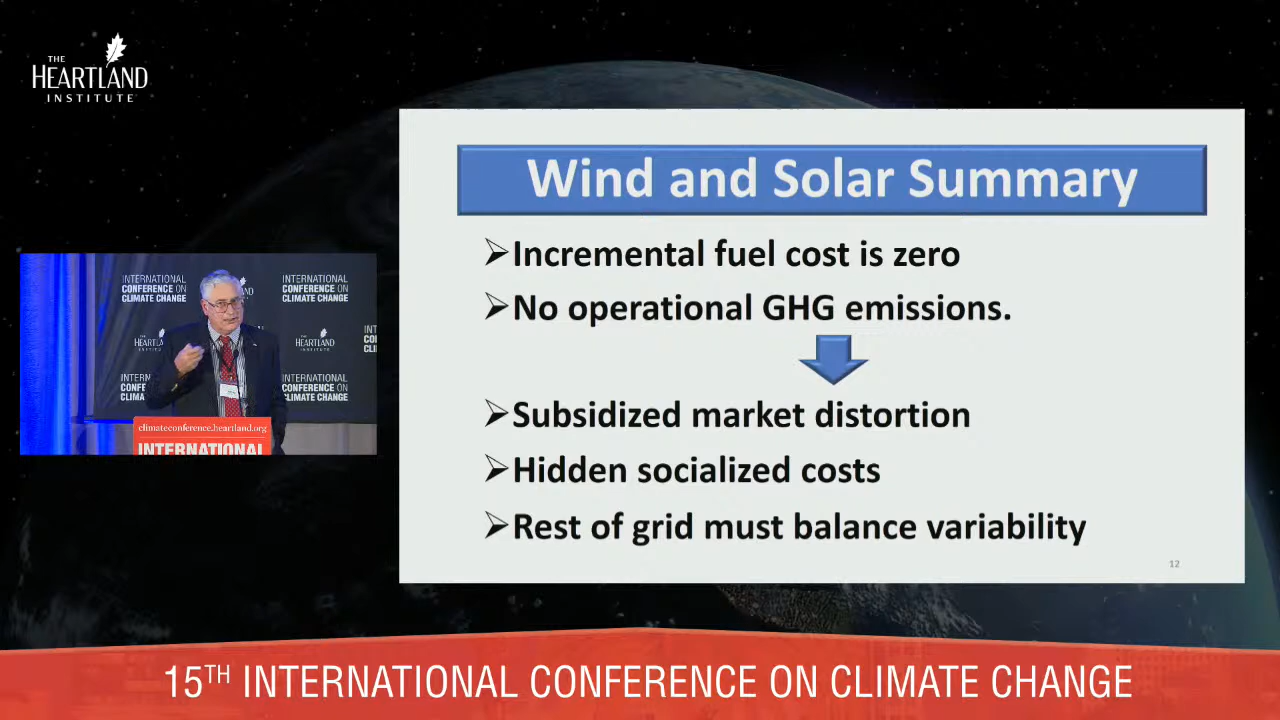 THE
HEARTLAND
INSTITUTE
Wind and Solar Summary
➢Incremental fuel cost is zero
➢No operational GHG emissions.
➢Subsidized market distortion
➢Hidden socialized costs
➢Rest of grid must balance variability
12
INTERNATIONAL
CONFERENCE ON
CLIMATE CHANGE
INTERNATIONAL
CONFERENCE ON
CLIMATE CHANGE
HEARTLAND
INSTITUTE
INTERNATIONAL
CONFERENCE ON
CLIMATE CHANGE
climateconference.heartland.org
INTERNATIONAL
15TH INTERNATIONAL CONFERENCE ON CLIMATE CHANGE